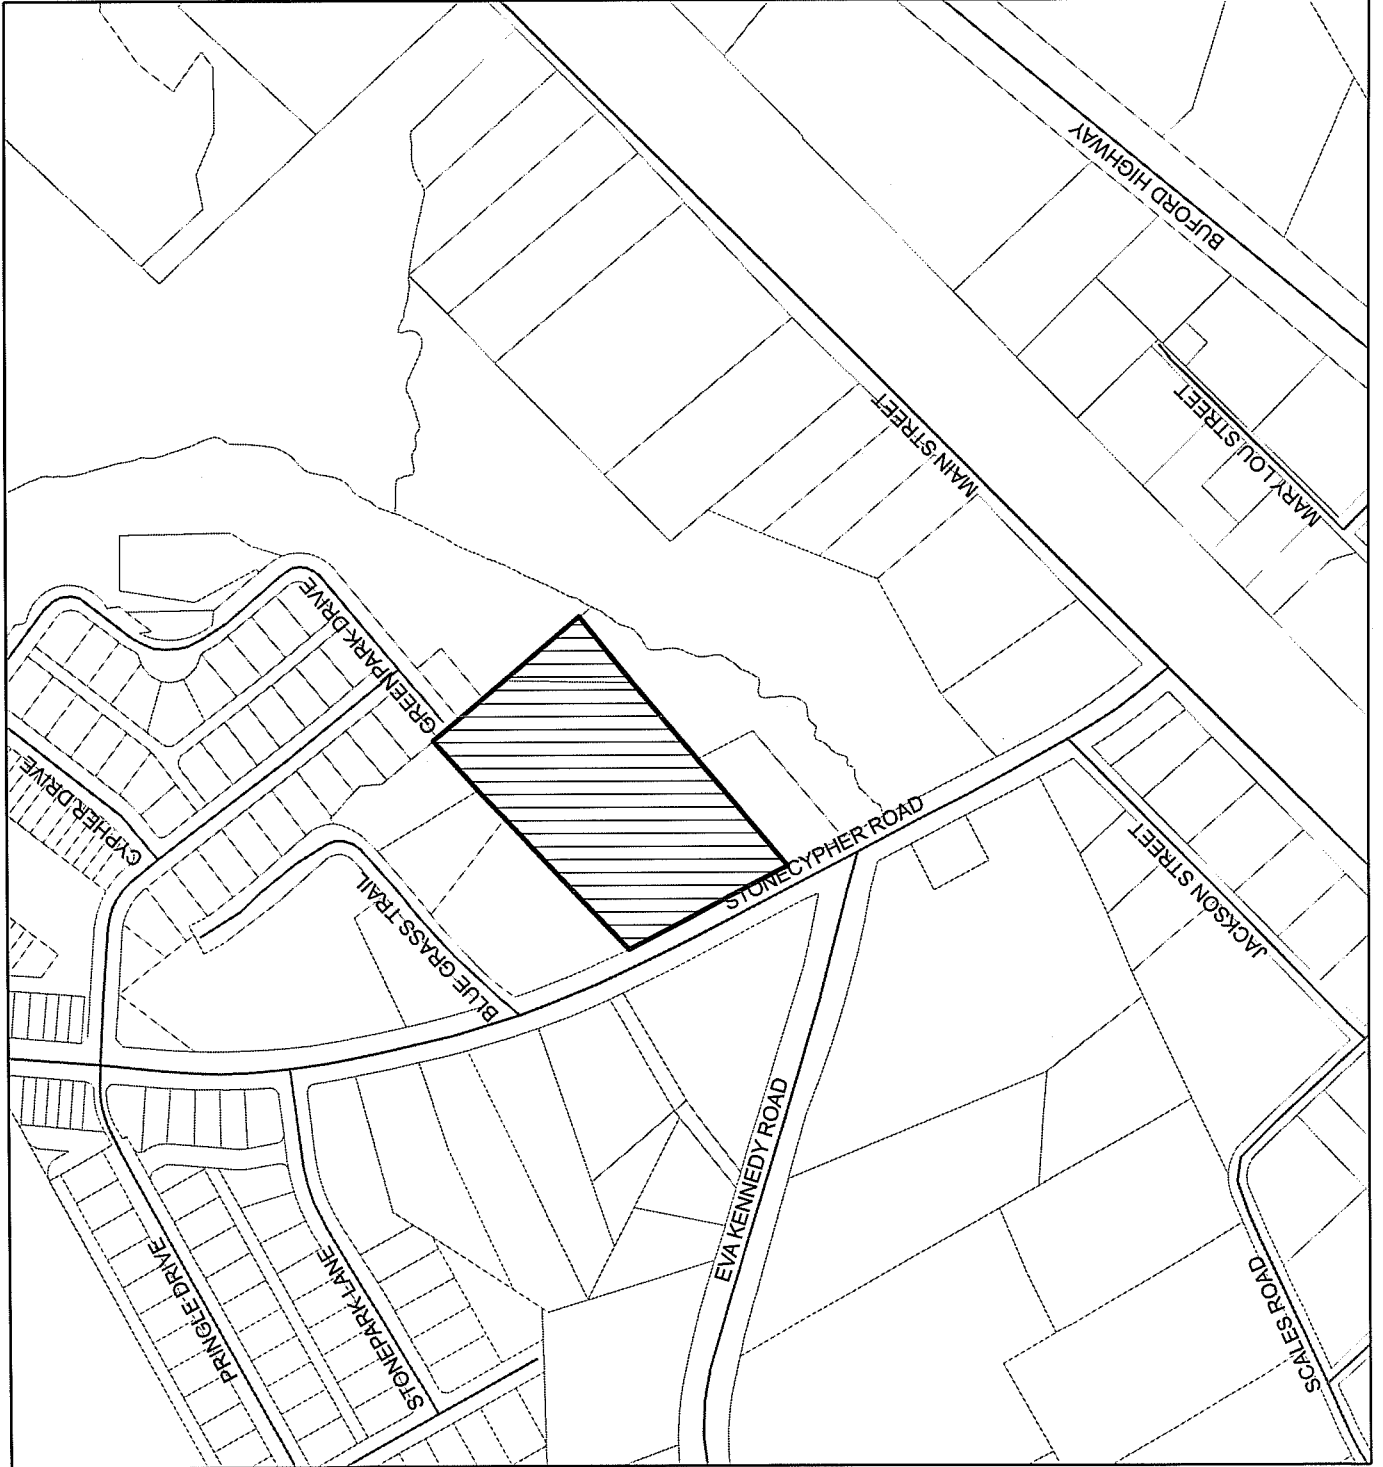 BUFORD HIGHWAY
MARY LOU STREET
MAIN STREET
GREENPARK DRIVE
CYPHER DRIVE
STONECYPHER ROAD
JACKSON STREET
BLUE GRASS TRAIL
EVA KENNEDY ROAD
PRINGLE DRIVE
STONEPARK LANE
SCALES ROAD